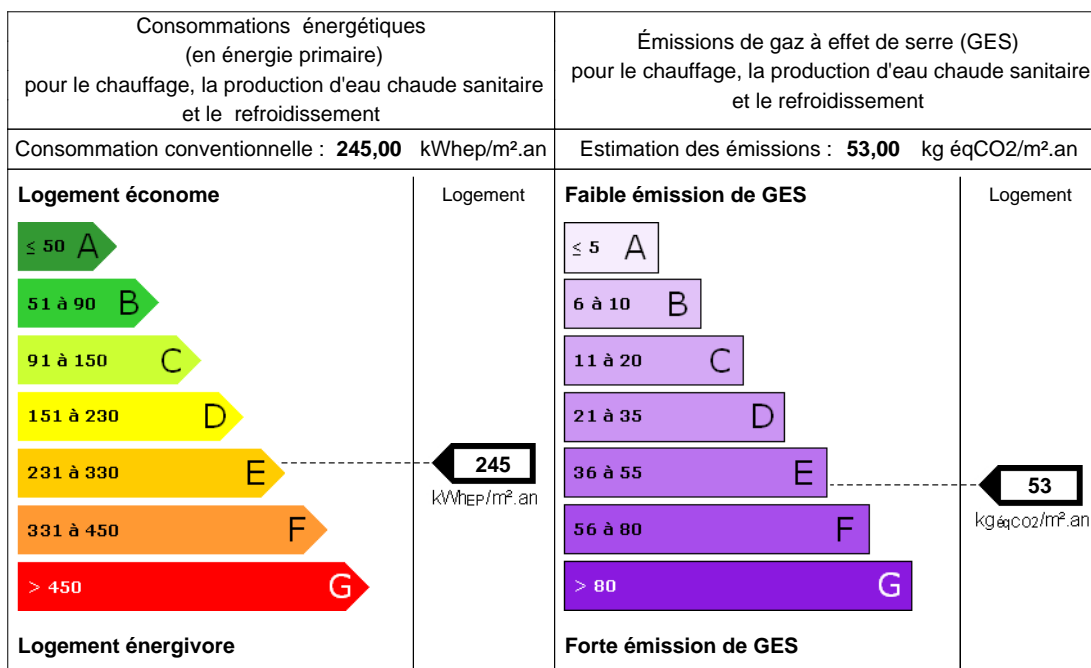 Consommations énergétiques
(en énergie primaire)
pour le chauffage, la production d'eau chaude sanitaire
et le refroidissement
Émissions de gaz à effet de serre (GES)
pour le chauffage, la production d'eau chaude sanitaire
et le refroidissement
Consommation conventionnelle : 245,00 kWhep/m².an
Estimation des émissions : 53,00 kg éqCO2/m².an
Logement économe
Logement
≤ 50 A
51 à 90 B
91 à 150 C
151 à 230 D
231 à 330 E
331 à 450 F
> 450 G
245
kWhEP/m².an
Logement énergivore
Faible émission de GES
Logement
≤ 5 A
6 à 10 B
11 à 20 C
21 à 35 D
36 à 55 E
56 à 80 F
> 80 G
53
kgéqCO2/m².an
Forte émission de GES